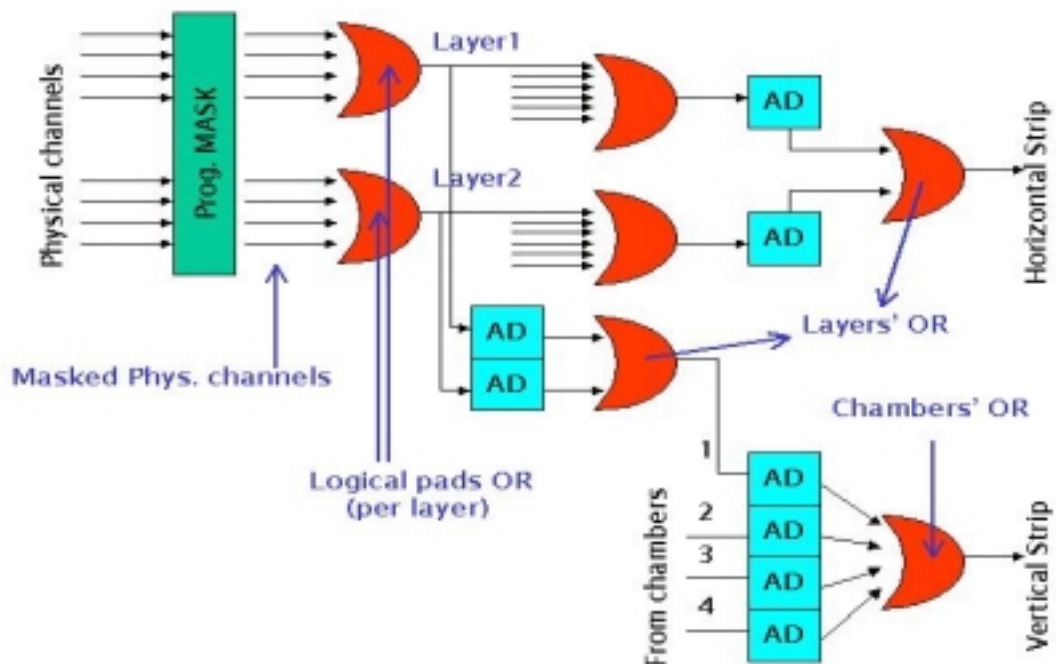 Physical channels
Prog. MASK
Layer1
Layer2
AD
AD
Horizontal Strip
Masked Phys. channels
AD
AD
Layers' OR
Logical pads OR
(per layer)
Chambers' OR
From chambers
1
2
3
4
AD
AD
AD
AD
Vertical Strip